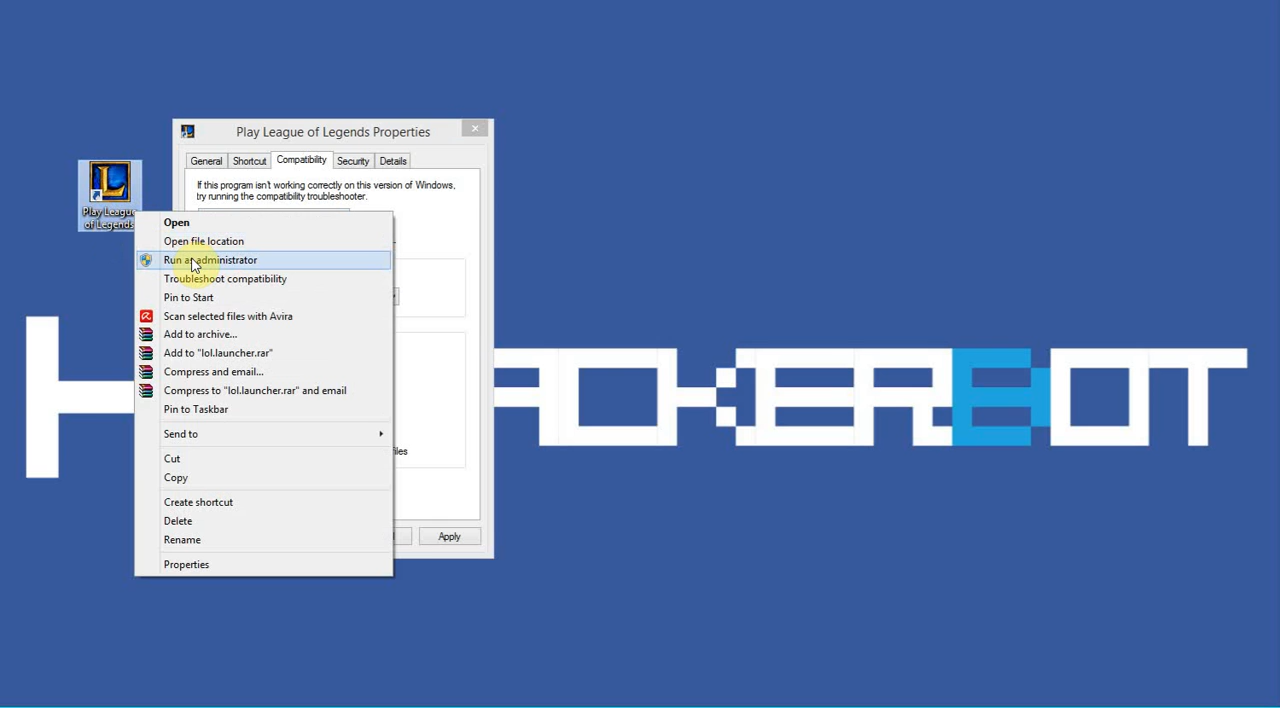 Play League of Legends Properties
General
Shortcut
Compatibility
Security
Details
If this program isn't working correctly on this version of Windows,
try running the compatibility troubleshooter.
Play League
of Legends
Open
Open file location
Run as administrator
Troubleshoot compatibility
Pin to Start
Scan selected files with Avira
Add to archive...
Add to "lol.launcher.rar"
Compress and email...
Compress to "lol.launcher.rar" and email
Pin to Taskbar
Send to
Cut
Copy
Create shortcut
Delete
Rename
Properties
Apply
ACKERBOT